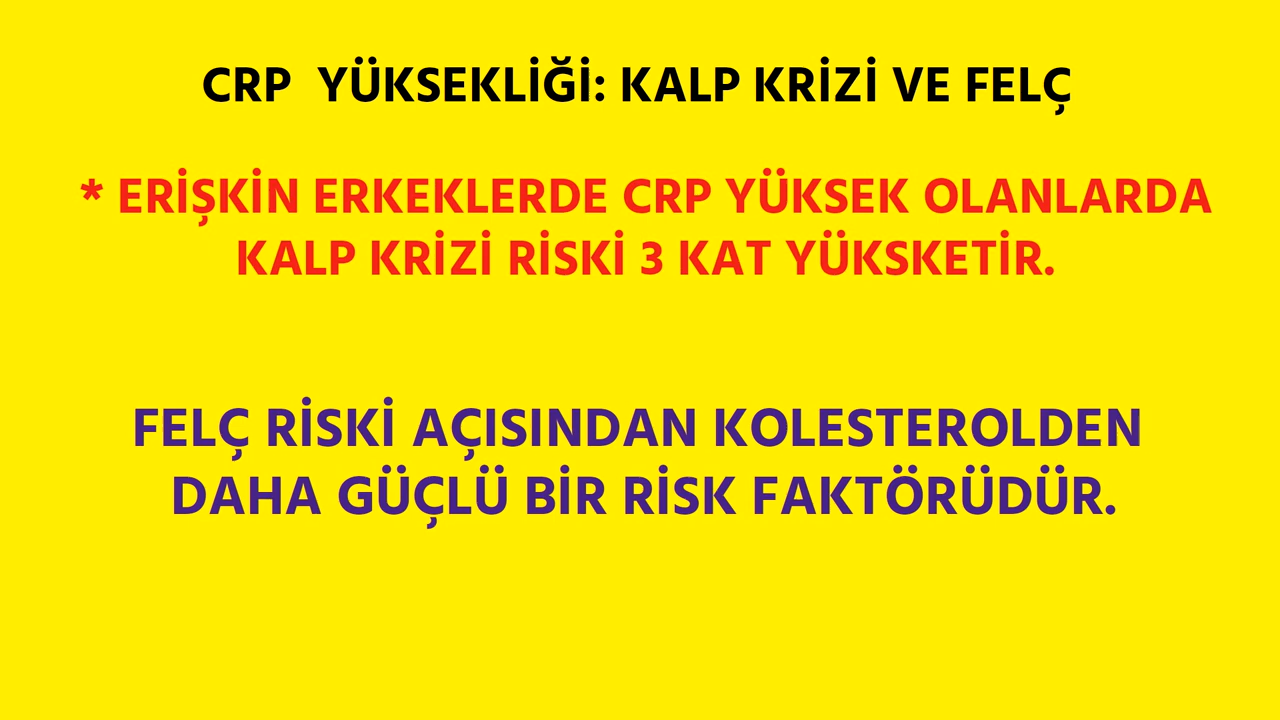 CRP  YÜKSEKLİĞİ: KALP KRİZİ VE FELÇ
* ERİŞKİN ERKEKLERDE CRP YÜKSEK OLANLARDA
KALP KRİZİ RİSKİ 3 KAT YÜKSKETİR.
FELÇ RİSKİ AÇISINDAN KOLESTEROLDEN
DAHA GÜÇLÜ BİR RİSK FAKTÖRÜDÜR.